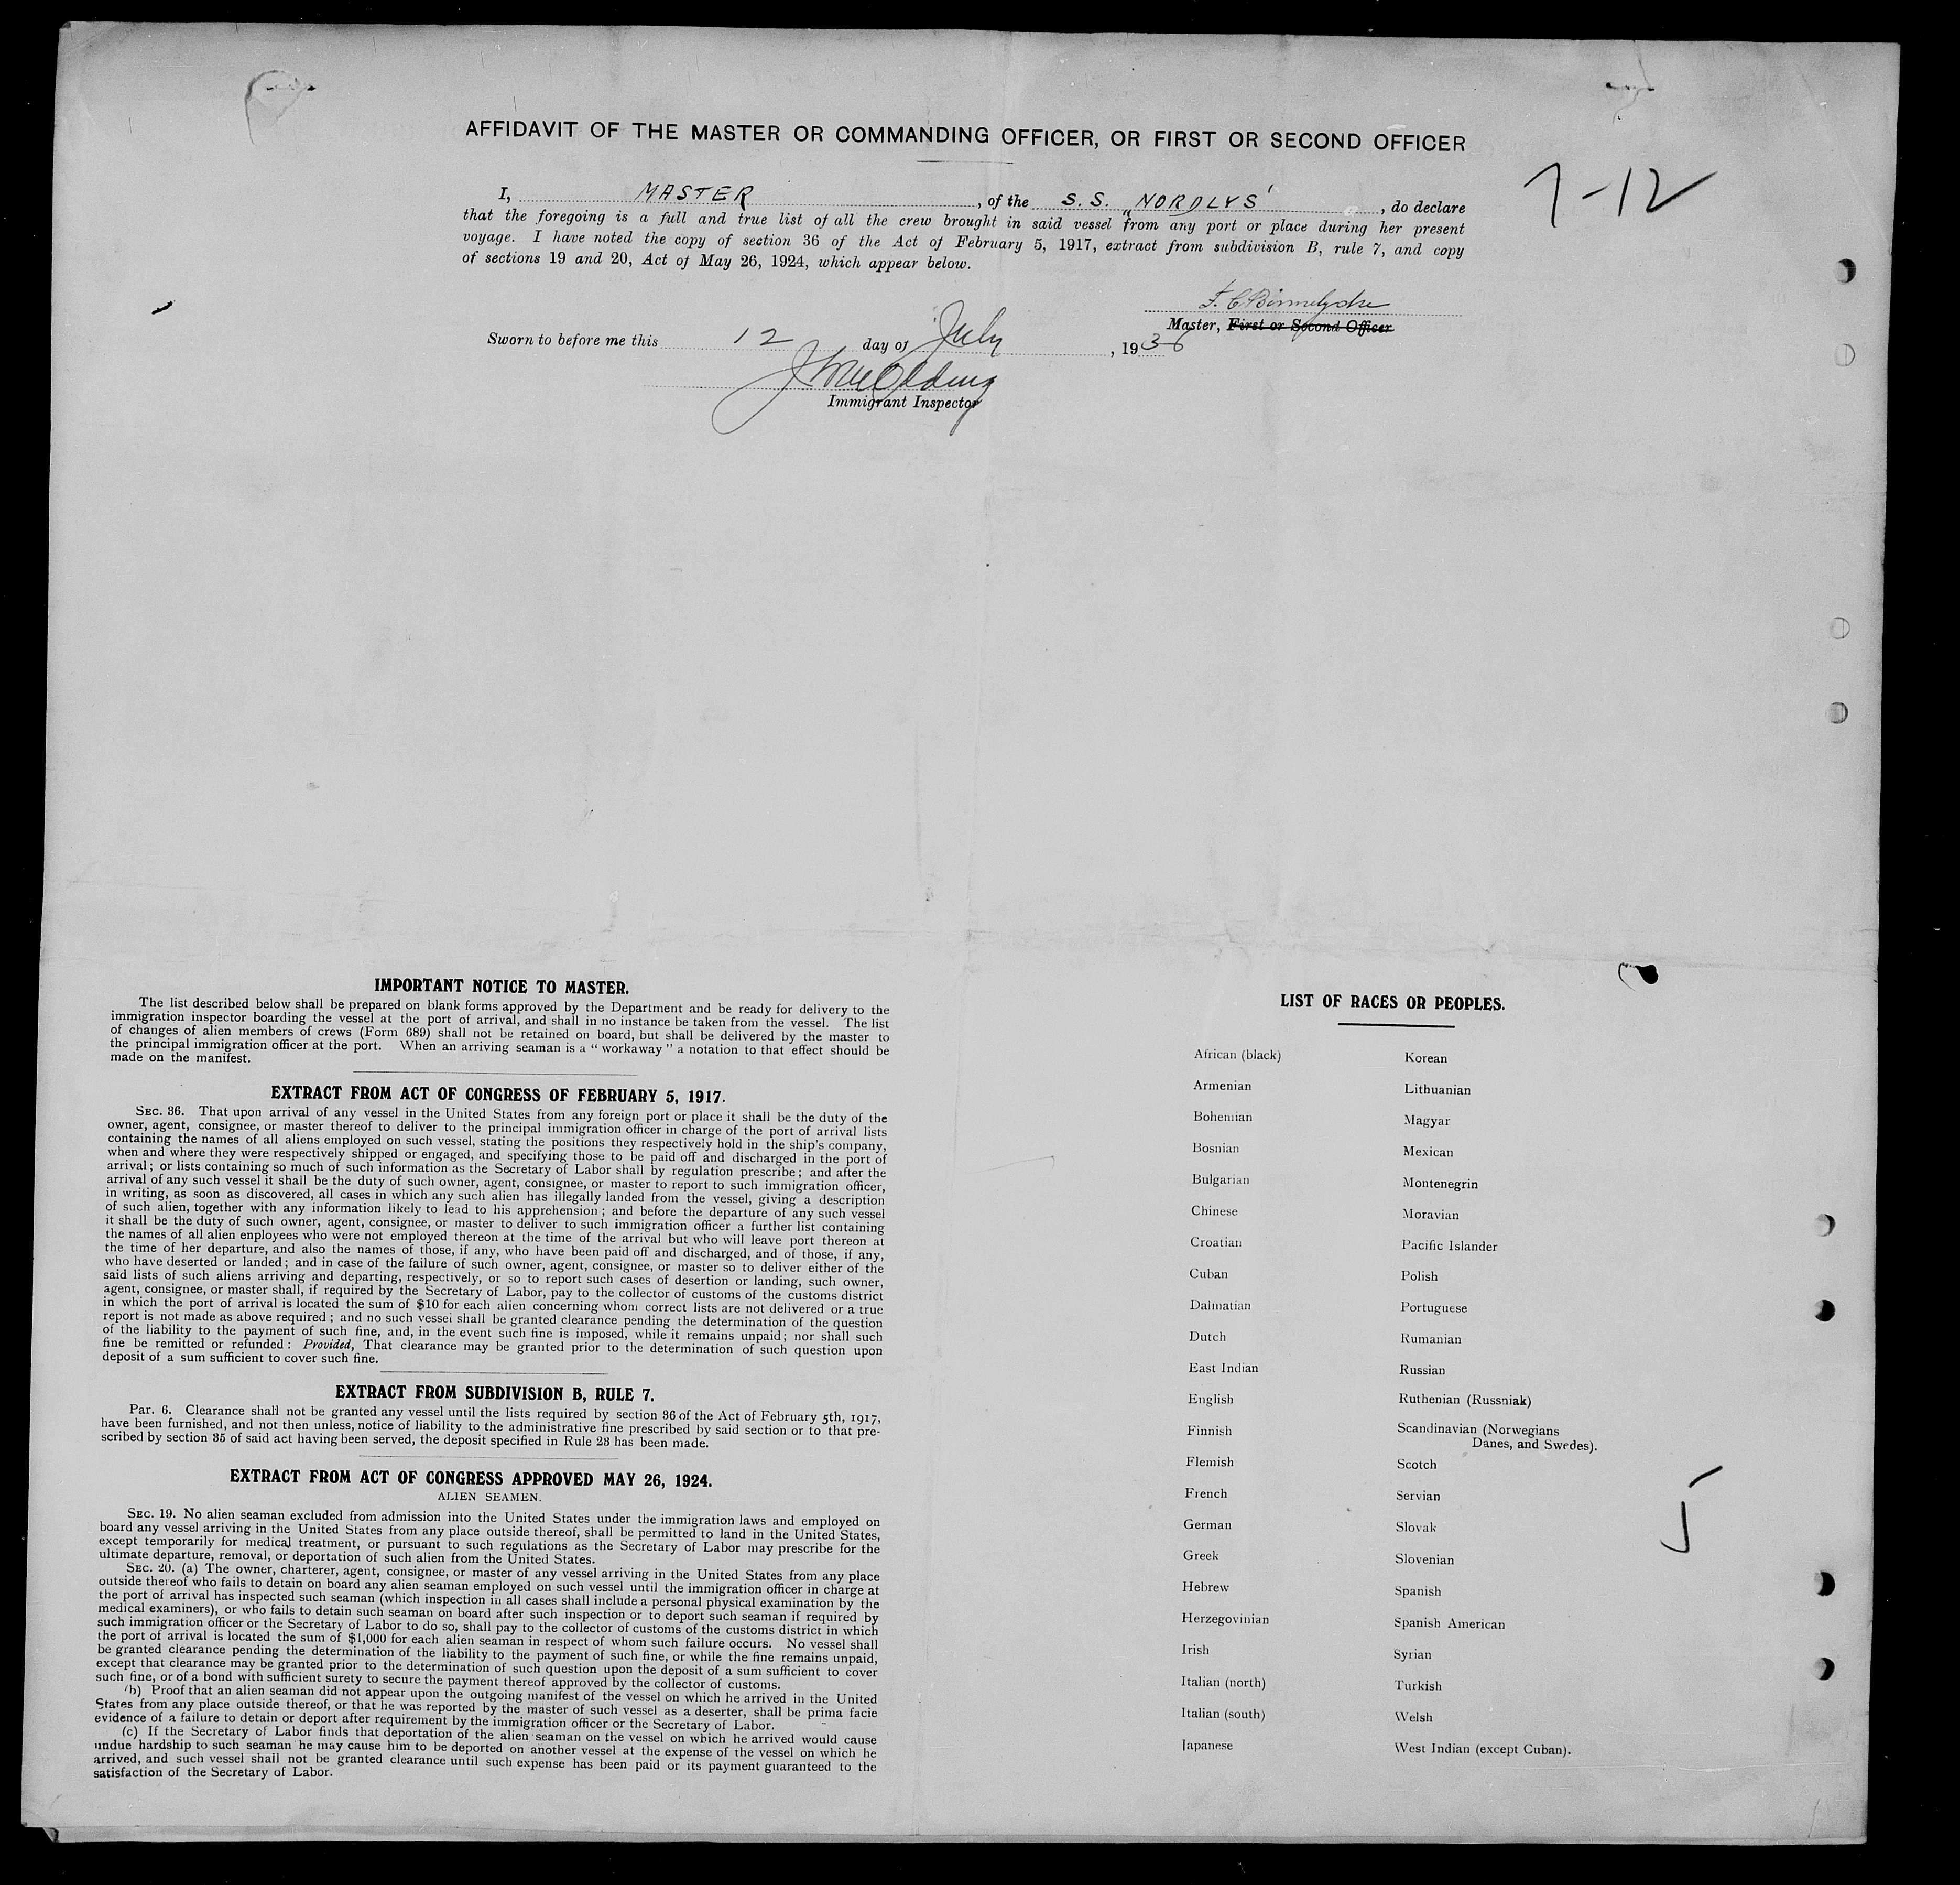 AFFIDAVIT OF THE MASTER OR COMMANDING OFFICER, OR FIRST OR SECOND OFFICER
7-12
I, MASTER, of the S.S. „NORDLYS', do declare
that the foregoing is a full and true list of all the crew brought in said vessel from any port or place during her present
voyage. I have noted the copy of section 36 of the Act of February 5, 1917, extract from subdivision B, rule 7, and copy
of sections 19 and 20, Act of May 26, 1924, which appear below.
Master, First or Second Officer
Sworn to before me this 12 day of July, 1936
Immigrant Inspector
IMPORTANT NOTICE TO MASTER.
The list described below shall be prepared on blank forms approved by the Department and be ready for delivery to the
immigration inspector boarding the vessel at the port of arrival, and shall in no instance be taken from the vessel. The list
of changes of alien members of crews (Form 689) shall not be retained on board, but shall be delivered by the master to
the principal immigration officer at the port. When an arriving seaman is a “ workaway ” a notation to that effect should be
made on the manifest.
EXTRACT FROM ACT OF CONGRESS OF FEBRUARY 5, 1917.
SEC. 36. That upon arrival of any vessel in the United States from any foreign port or place it shall be the duty of the
owner, agent, consignee, or master thereof to deliver to the principal immigration officer in charge of the port of arrival lists
containing the names of all aliens employed on such vessel, stating the positions they respectively hold in the ship's company,
when and where they were respectively shipped or engaged, and specifying those to be paid off and discharged in the port of
arrival; or lists containing so much of such information as the Secretary of Labor shall by regulation prescribe; and after the
arrival of any such vessel it shall be the duty of such owner, agent, consignee, or master to report to such immigration officer,
in writing, as soon as discovered, all cases in which any such alien has illegally landed from the vessel, giving a description
of such alien, together with any information likely to lead to his apprehension; and before the departure of any such vessel
it shall be the duty of such owner, agent, consignee, or master to deliver to such immigration officer a further list containing
the names of all alien enployees who were not employed thereon at the time of the arrival but who will leave port thereon at
the time of her departure, and also the names of those, if any, who have been paid off and discharged, and of those, if any,
who have deserted or landed; and in case of the failure of such owner, agent, consignee, or master so to deliver either of the
said lists of such aliens arriving and departing, respectively, or so to report such cases of desertion or landing, such owner,
agent, consignee, or master shall, if required by the Secretary of Labor, pay to the collector of customs of the customs district
in which the port of arrival is located the sum of $10 for each alien concerning whom correct lists are not delivered or a true
report is not made as above required; and no such vessel shall be granted clearance pending the determination of the question
of the liability to the payment of such fine, and, in the event such fine is imposed, while it remains unpaid; nor shall such
fine be remitted or refunded: Provided, That clearance may be granted prior to the determination of such question upon
deposit of a sum sufficient to cover such fine.
EXTRACT FROM SUBDIVISION B, RULE 7.
Par. 6. Clearance shall not be granted any vessel until the lists required by section 36 of the Act of February 5th, 1917,
have been furnished, and not then unless, notice of liability to the administrative fine prescribed by said section or to that pre-
scribed by section 35 of said act having been served, the deposit specified in Rule 28 has been made.
EXTRACT FROM ACT OF CONGRESS APPROVED MAY 26, 1924.
ALIEN SEAMEN.
SEC. 19. No alien seaman excluded from admission into the United States under the immigration laws and employed on
board any vessel arriving in the United States from any place outside thereof, shall be permitted to land in the United States,
except temporarily for medical treatment, or pursuant to such regulations as the Secretary of Labor may prescribe for the
ultimate departure, removal, or deportation of such alien from the United States.
SEC. 20. (a) The owner, charterer, agent, consignee, or master of any vessel arriving in the United States from any place
outside thereof who fails to detain on board any alien seaman employed on such vessel until the immigration officer in charge at
the port of arrival has inspected such seaman (which inspection in all cases shall include a personal physical examination by the
medical examiners), or who fails to detain such seaman on board after such inspection or to deport such seaman if required by
such immigration officer or the Secretary of Labor to do so, shall pay to the collector of customs of the customs district in which
the port of arrival is located the sum of $1,000 for each alien seaman in respect of whom such failure occurs. No vessel shall
be granted clearance pending the determination of the liability to the payment of such fine, or while the fine remains unpaid,
except that clearance may be granted prior to the determination of such question upon the deposit of a sum sufficient to cover
such fine, or of a bond with sufficient surety to secure the payment thereof approved by the collector of customs.
(b) Proof that an alien seaman did not appear upon the outgoing manifest of the vessel on which he arrived in the United
States from any place outside thereof, or that he was reported by the master of such vessel as a deserter, shall be prima facie
evidence of a failure to detain or deport after requirement by the immigration officer or the Secretary of Labor.
(c) If the Secretary of Labor finds that deportation of the alien seaman on the vessel on which he arrived would cause
undue hardship to such seaman he may cause him to be deported on another vessel at the expense of the vessel on which he
arrived, and such vessel shall not be granted clearance until such expense has been paid or its payment guaranteed to the
satisfaction of the Secretary of Labor.
LIST OF RACES OR PEOPLES.
African (black)
Armenian
Bohemian
Bosnian
Bulgarian
Chinese
Croatian
Cuban
Dalmatian
Dutch
East Indian
English
Finnish
Flemish
French
German
Greek
Hebrew
Herzegovinian
Irish
Italian (north)
Italian (south)
Japanese
Korean
Lithuanian
Magyar
Mexican
Montenegrin
Moravian
Pacific Islander
Polish
Portuguese
Rumanian
Russian
Ruthenian (Russniak)
Scandinavian (Norwegians
Danes, and Swedes).
Scotch
Servian
Slovak
Slovenian
Spanish
Spanish American
Syrian
Turkish
Welsh
West Indian (except Cuban).
5